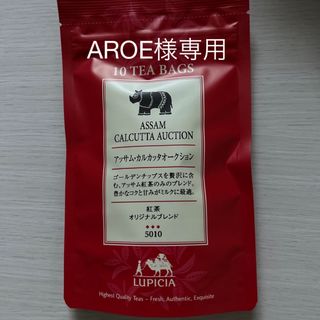 AROE様専用
10 TEA BAGS
ASSAM
CALCUTTA AUCTION
アッサム・カルカッタオークション
ゴールデンチップスを贅沢に含
む、アッサム紅茶のみのブレンド。
豊かなコクと甘みがミルクに最適。
紅茶
オリジナルブレンド
5010
LUPICIA
Highest Quality Teas – Fresh, Authentic, Exquisite